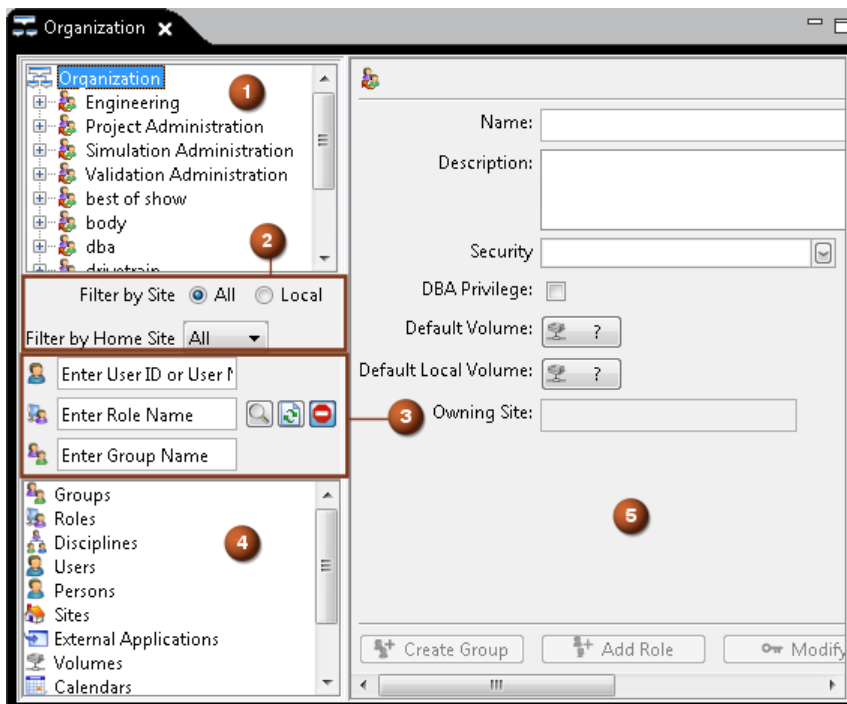 Organization
Organization
1
Engineering
Project Administration
Simulation Administration
Validation Administration
best of show
body
2
dba
drivetrain
Filter by Site All Local
Filter by Home Site All
Enter User ID or User N
Enter Role Name
3
Enter Group Name
Groups
Roles
Disciplines
4
Users
Persons
Sites
External Applications
Volumes
Calendars
Name:
Description:
Security
DBA Privilege:
Default Volume: ?
Default Local Volume: ?
Owning Site:
5
Create Group Add Role Modify